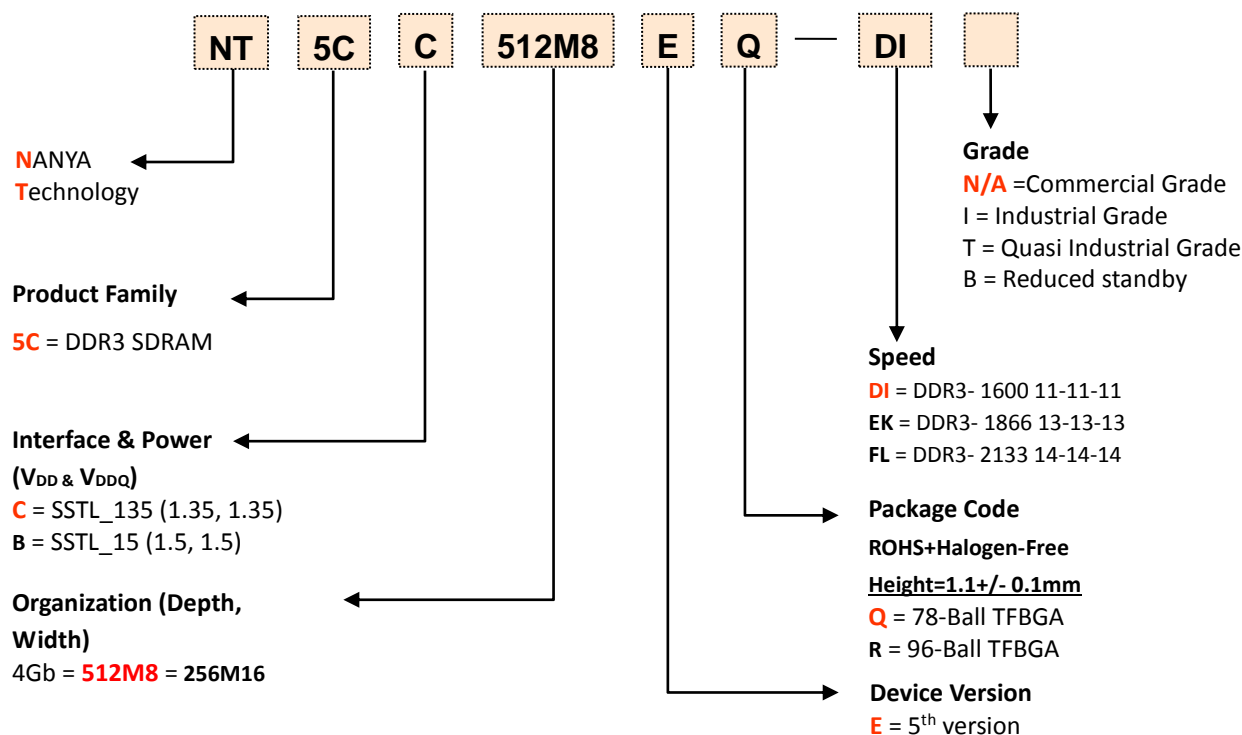 NT 5C C 512M8 E Q — DI
NANYA
Technology
Product Family
5C = DDR3 SDRAM
Interface & Power
(VDD & VDDQ)
C = SSTL_135 (1.35, 1.35)
B = SSTL_15 (1.5, 1.5)
Organization (Depth,
Width)
4Gb = 512M8 = 256M16
Grade
N/A =Commercial Grade
I = Industrial Grade
T = Quasi Industrial Grade
B = Reduced standby
Speed
DI = DDR3- 1600 11-11-11
EK = DDR3- 1866 13-13-13
FL = DDR3- 2133 14-14-14
Package Code
ROHS+Halogen-Free
Height=1.1+/- 0.1mm
Q = 78-Ball TFBGA
R = 96-Ball TFBGA
Device Version
E = 5th version